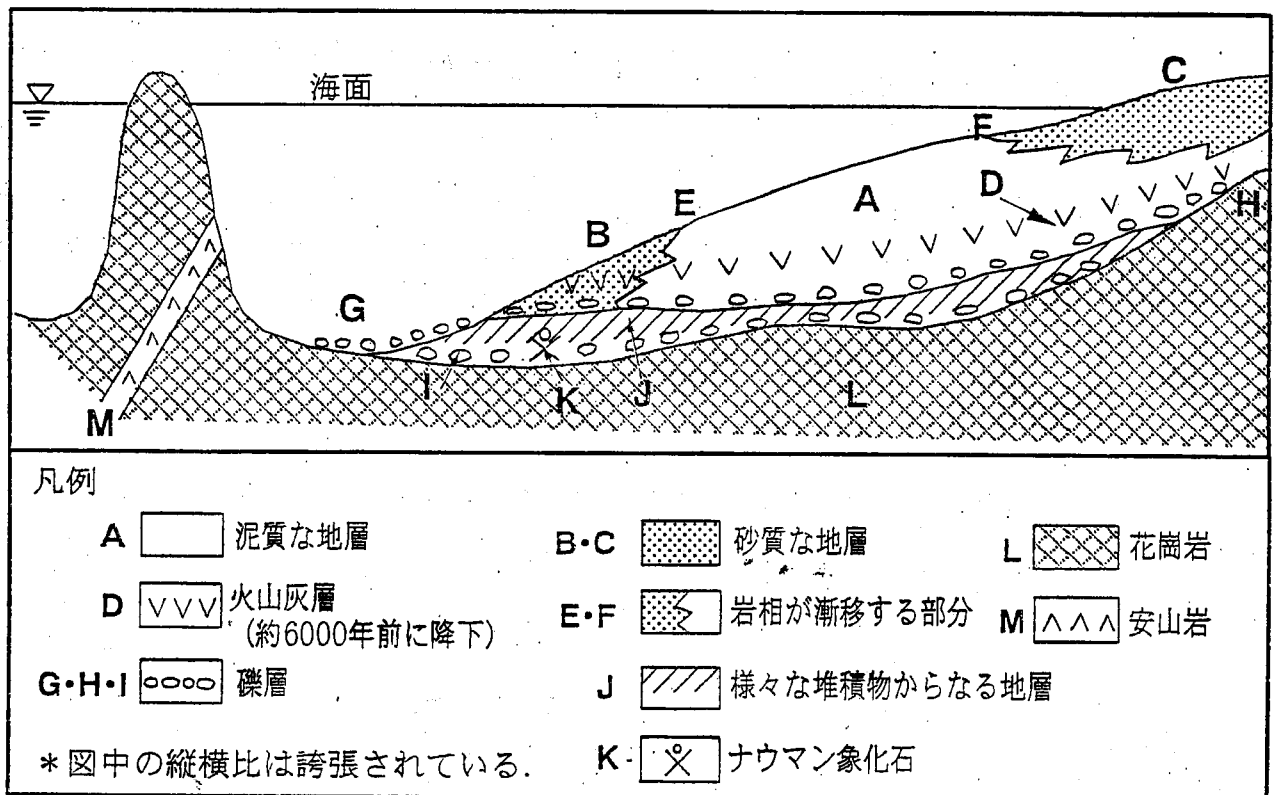 海面
C
F
D
A
E
B
H
G
I
K
J
L
M
凡例
A 泥質な地層
B・C 砂質な地層
L 花崗岩
D 火山灰層
(約6000年前に降下)
E・F 岩相が漸移する部分
M 安山岩
G・H・I 礫層
J 様々な堆積物からなる地層
K ナウマン象化石
*図中の縦横比は誇張されている.